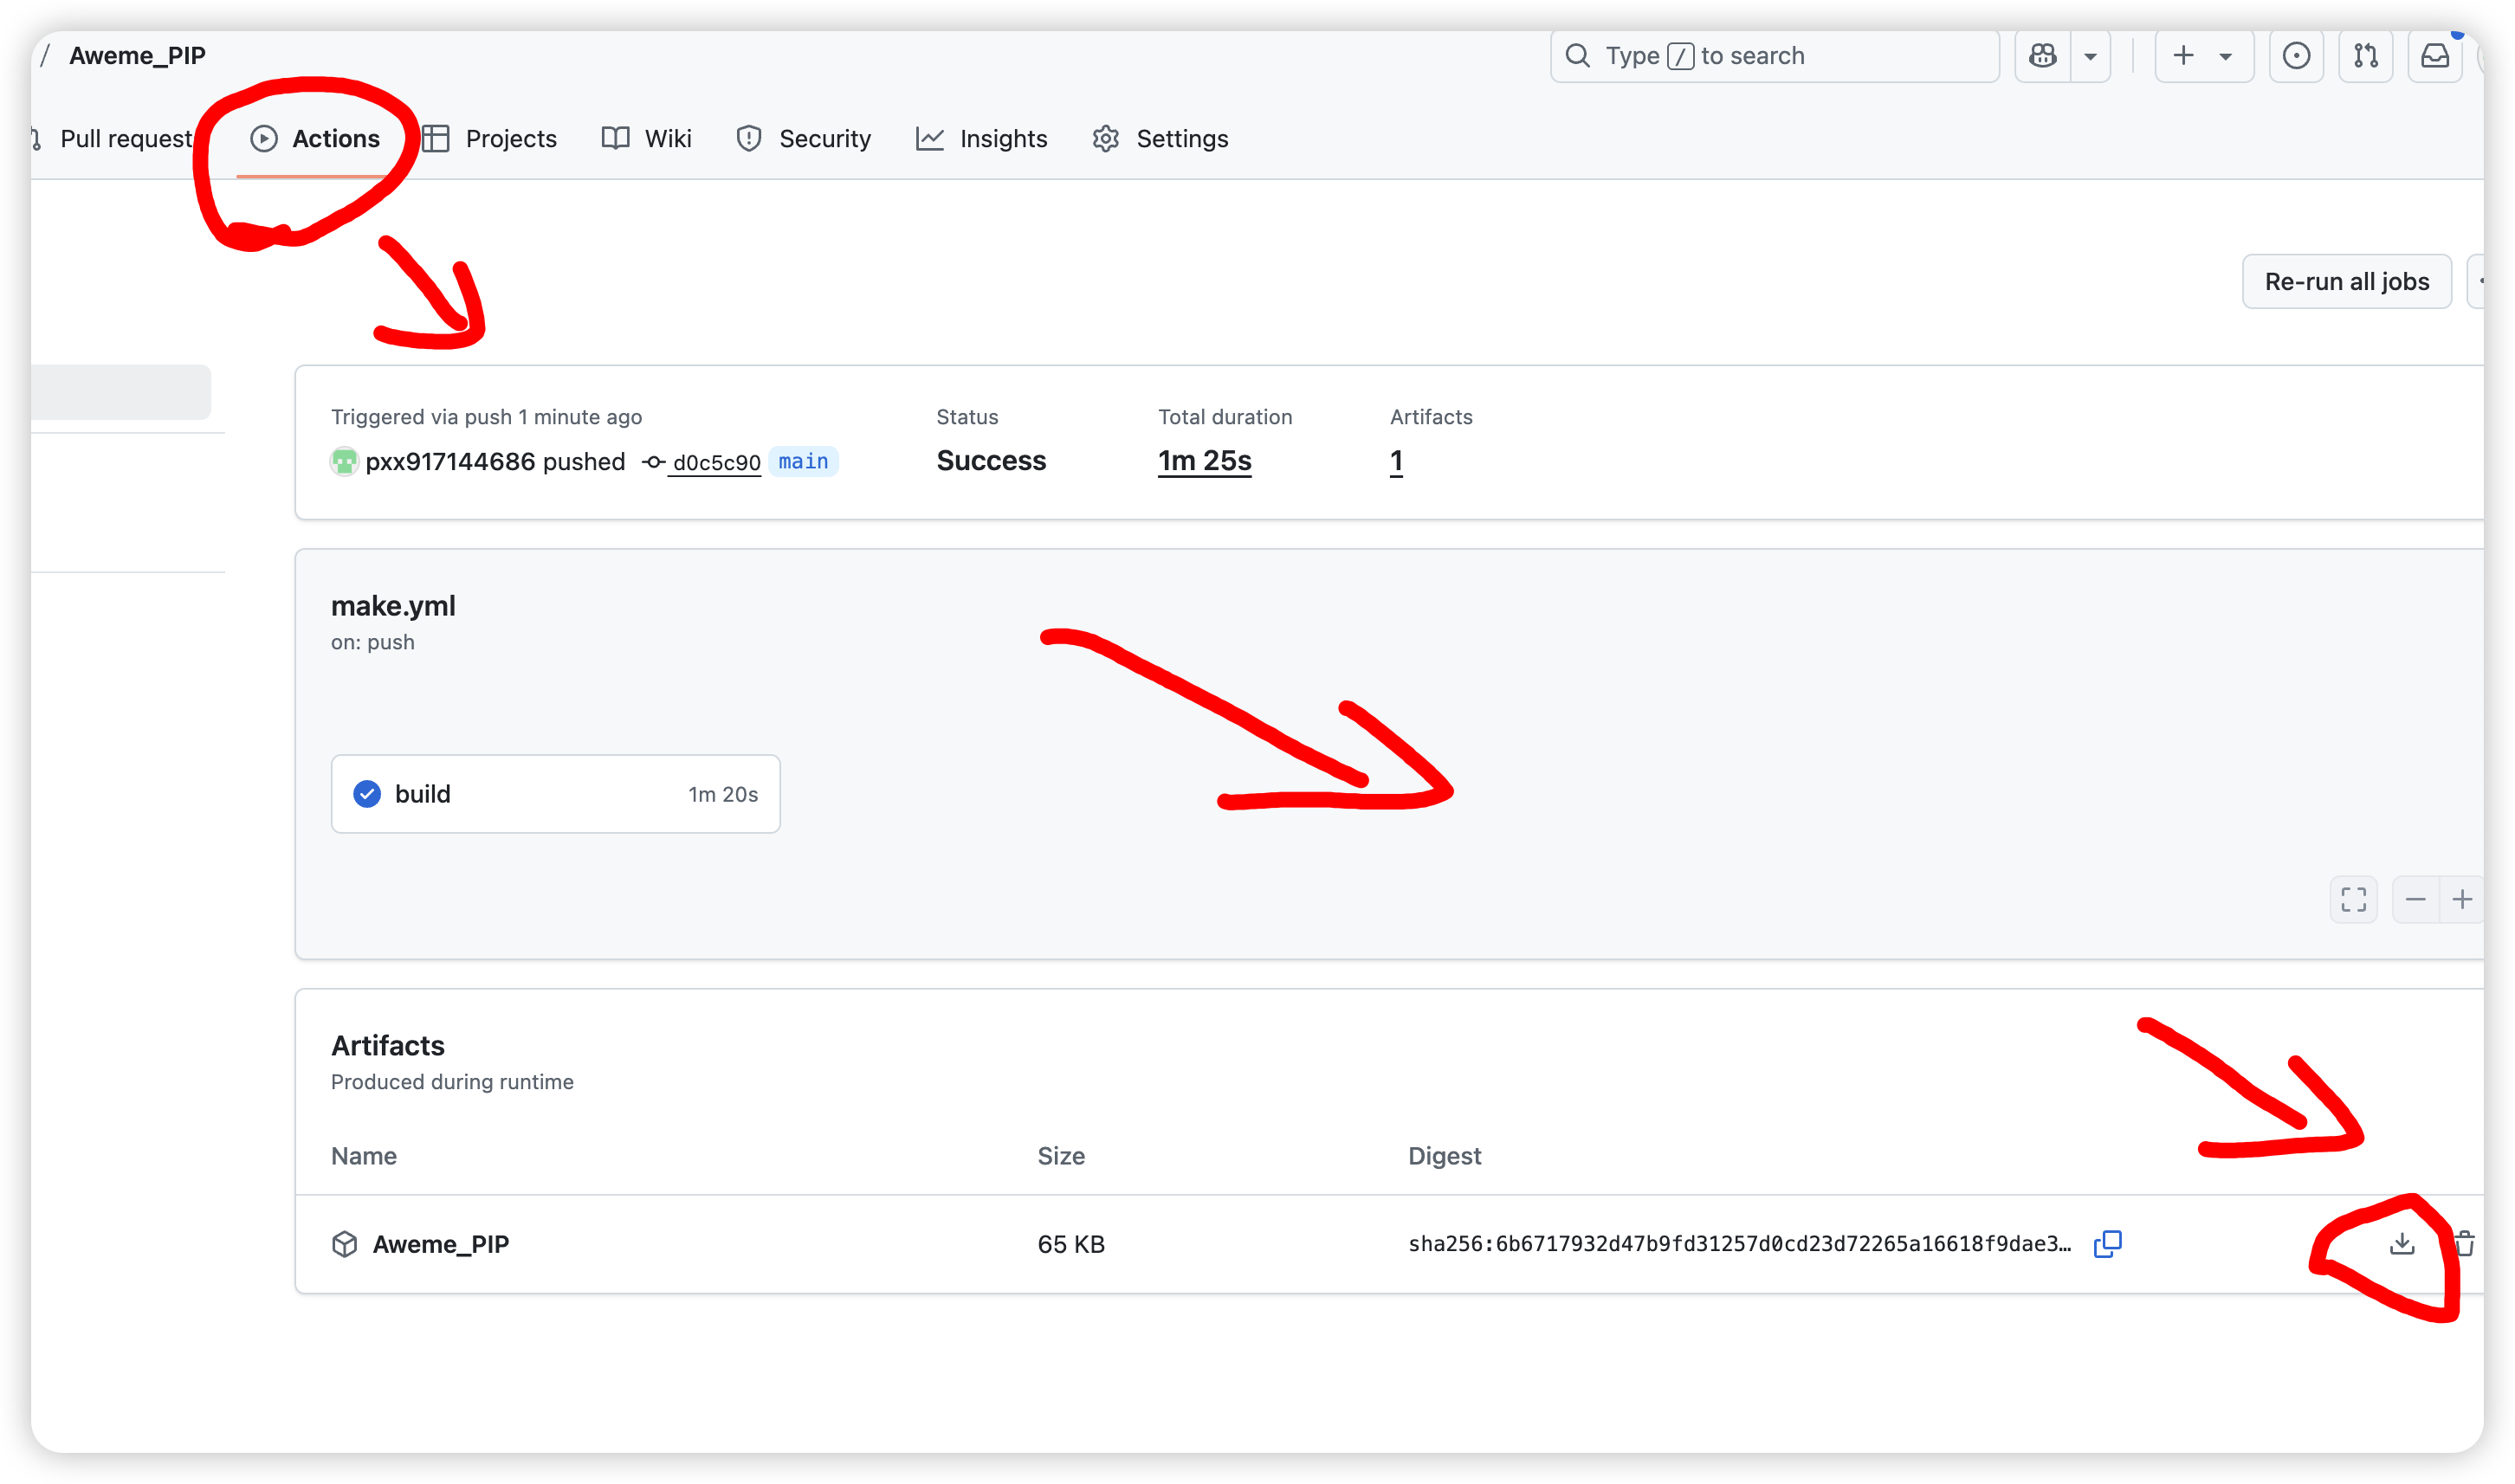 / Aweme_PIP
Type / to search
Pull request
Actions
Projects
Wiki
Security
Insights
Settings
Re-run all jobs
Triggered via push 1 minute ago
pxx917144686 pushed d0c5c90 main
Status
Success
Total duration
1m 25s
Artifacts
1
make.yml
on: push
build 1m 20s
Artifacts
Produced during runtime
Name Size Digest
Aweme_PIP 65 KB sha256:6b6717932d47b9fd31257d0cd23d72265a16618f9dae3…